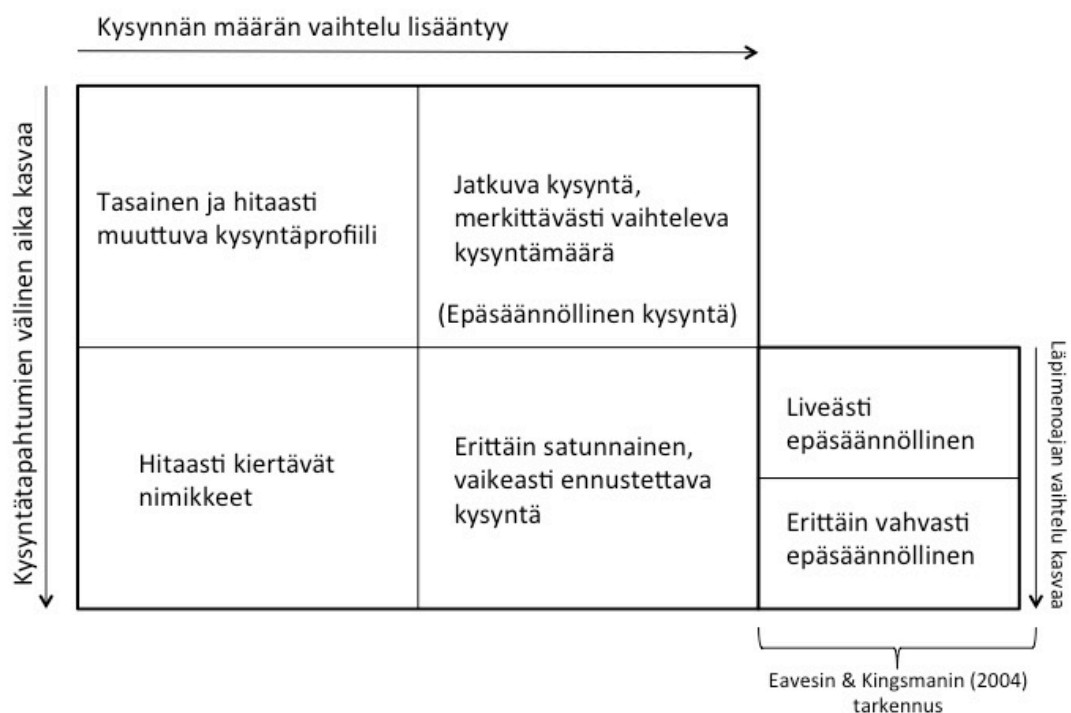 Kysynnän määrän vaihtelu lisääntyy
Kysyntätapahtumien välinen aika kasvaa
Tasainen ja hitaasti
muuttuva kysyntäprofiili
Jatkuva kysyntä,
merkittävästi vaihteleva
kysyntämäärä
(Epäsäännöllinen kysyntä)
Hitaasti kiertävät
nimikkeet
Erittäin satunnainen,
vaikeasti ennustettava
kysyntä
Liveästi
epäsäännöllinen
Erittäin vahvasti
epäsäännöllinen
Läpimenoajan vaihtelu kasvaa
Eavesin & Kingsmanin (2004)
tarkennus